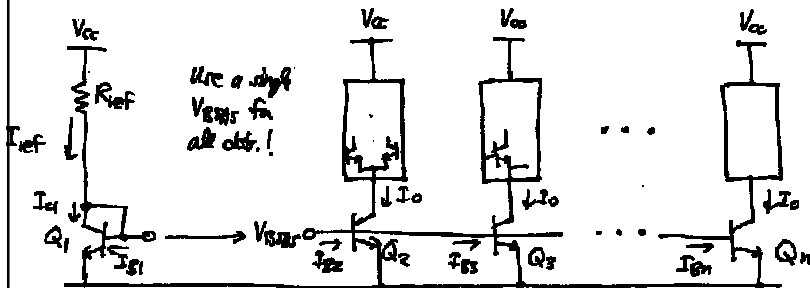 Vcc
Vcc
Vcc
Vcc
Rref
Iref
Use a single
VBIAS for
all ckts.!
Ic1
Q1
IB1
VBIAS
IB2
Q2
Io
IB3
Q3
Io
. . .
. . .
IBn
Qn
Io